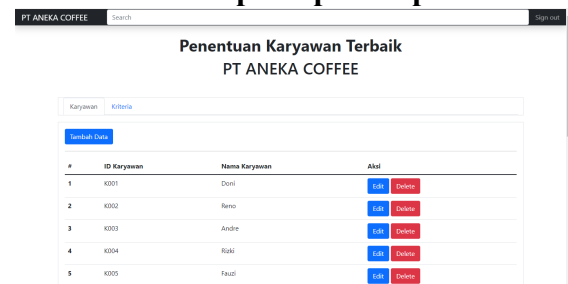 PT ANEKA COFFEE Search Sign out
Penentuan Karyawan Terbaik
PT ANEKA COFFEE
Karyawan Kriteria
Tambah Data
# ID Karyawan Nama Karyawan Aksi
1 K001 Doni Edit Delete
2 K002 Reno Edit Delete
3 K003 Andre Edit Delete
4 K004 Rizki Edit Delete
5 K005 Fauzi Edit Delete